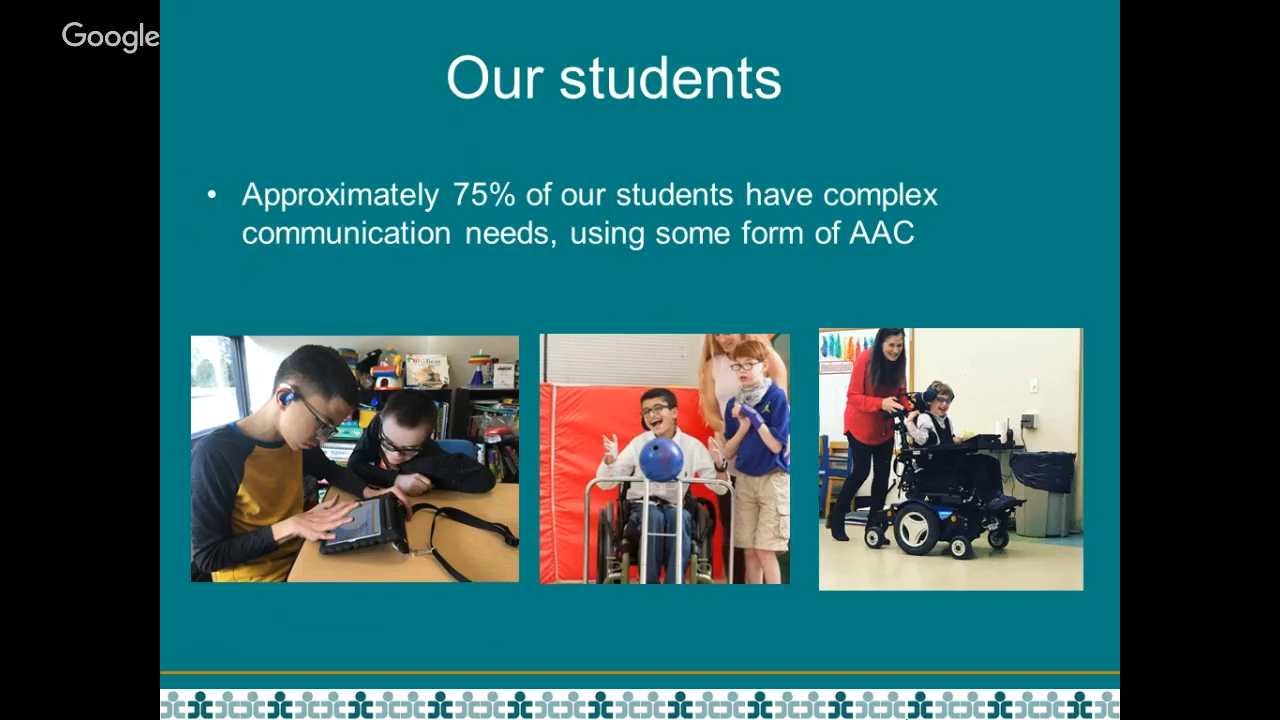 Google
Our students
• Approximately 75% of our students have complex
communication needs, using some form of AAC